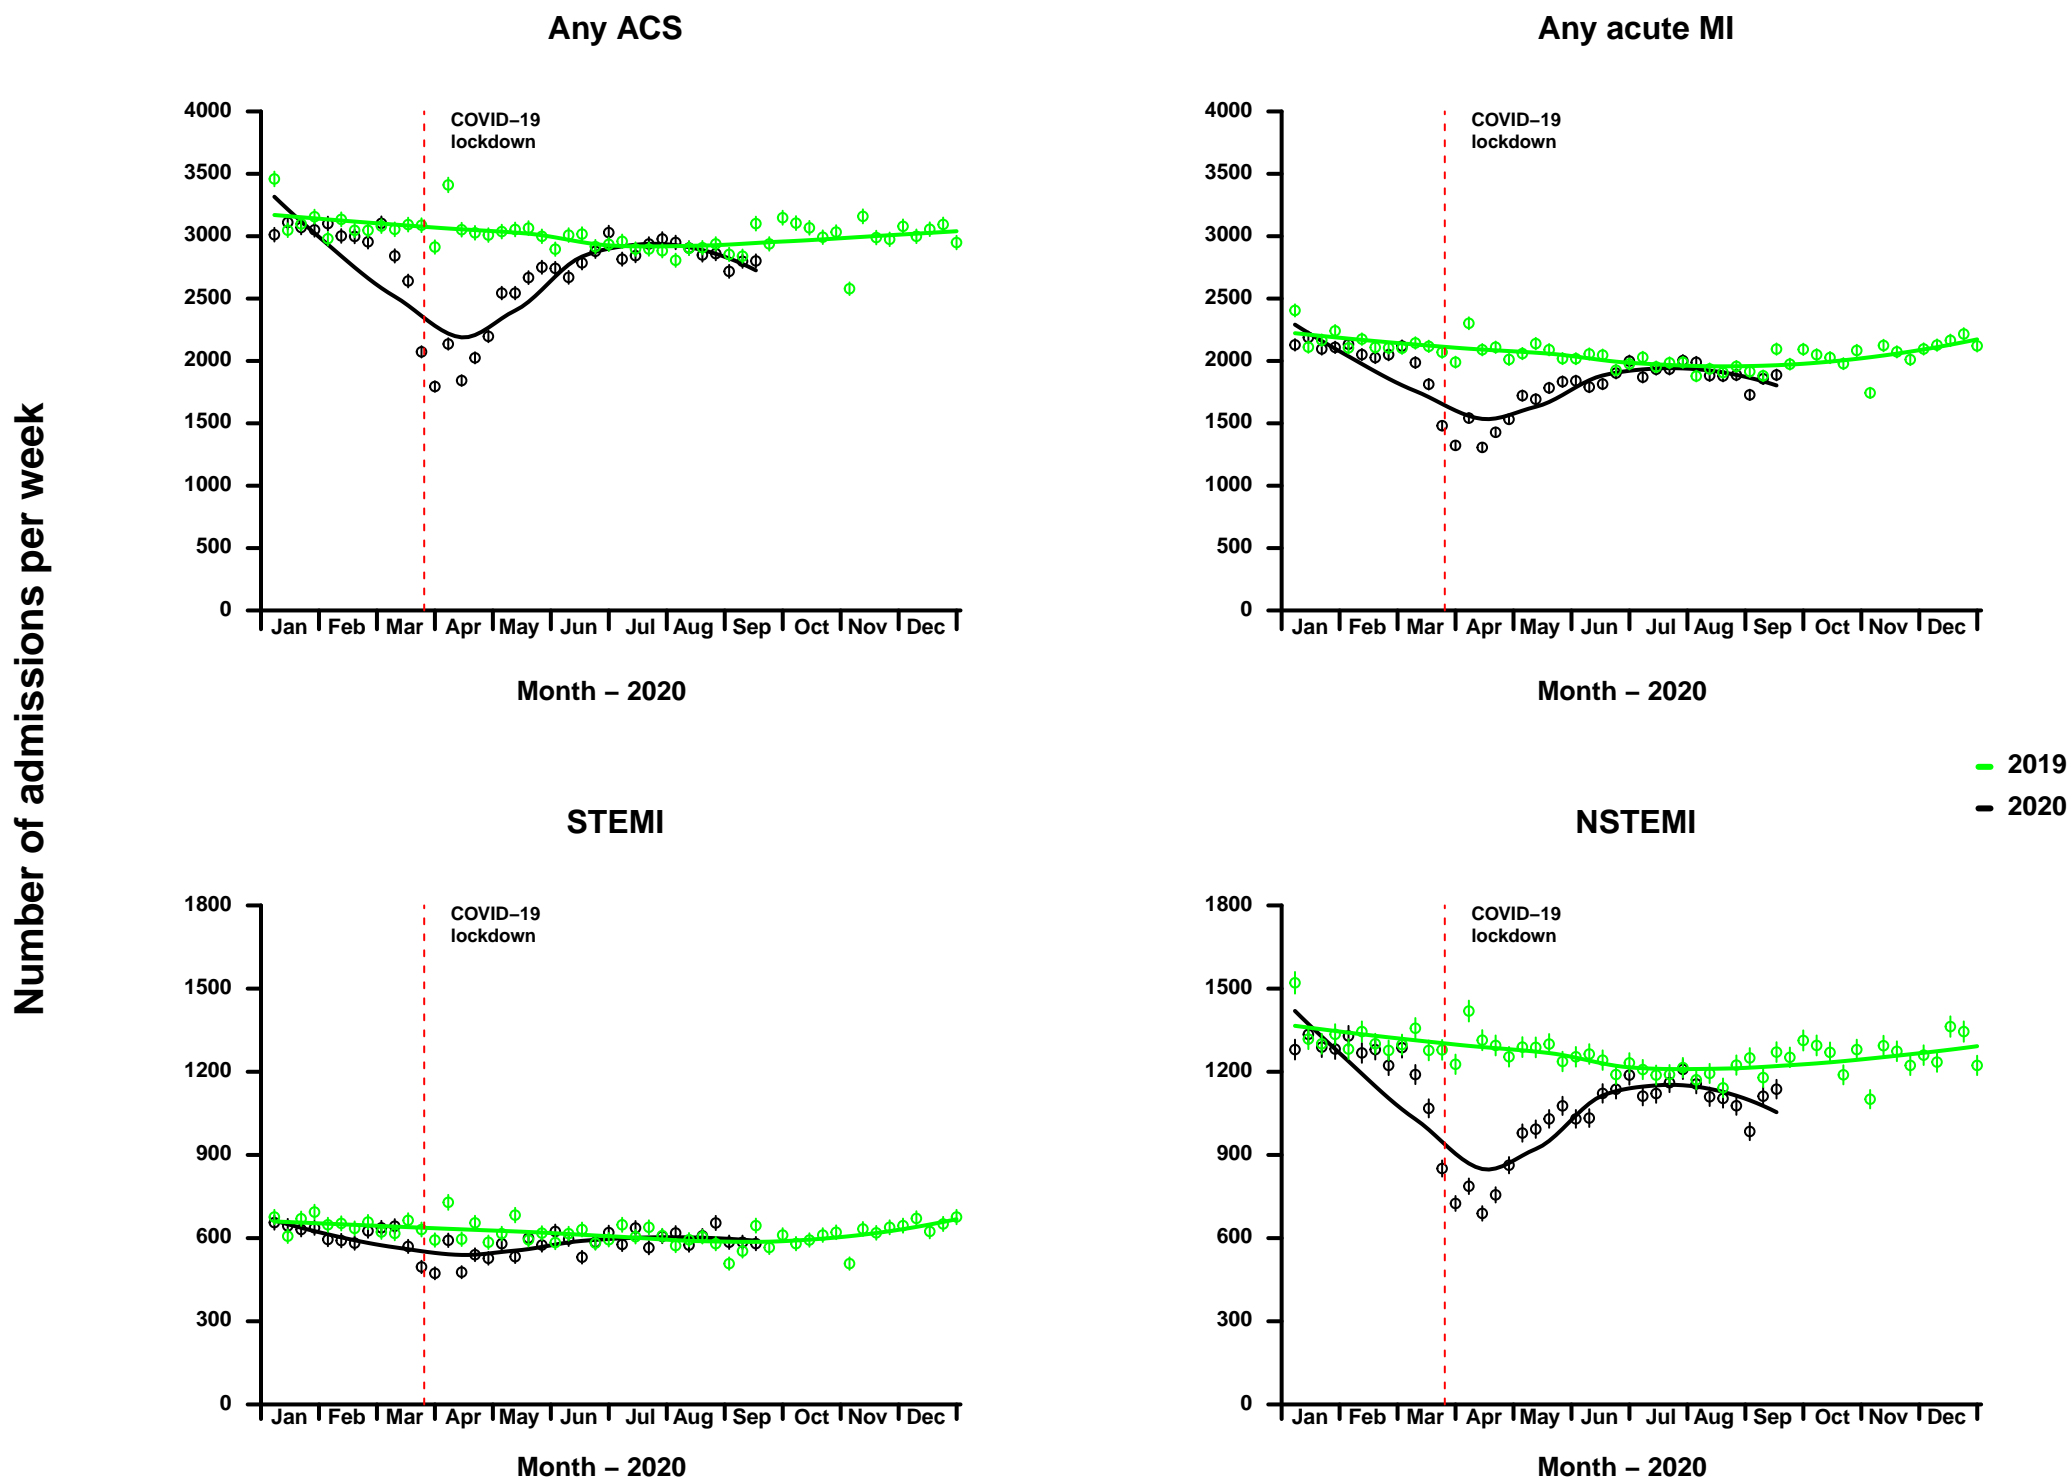 Number of admissions per week
Any ACS
4000
3500
3000
2500
2000
1500
1000
500
0
COVID−19
lockdown
Jan Feb Mar Apr May Jun Jul Aug Sep Oct Nov Dec
Month − 2020
Any acute MI
4000
3500
3000
2500
2000
1500
1000
500
0
COVID−19
lockdown
Jan Feb Mar Apr May Jun Jul Aug Sep Oct Nov Dec
Month − 2020
2019
2020
STEMI
1800
1500
1200
900
600
300
0
COVID−19
lockdown
Jan Feb Mar Apr May Jun Jul Aug Sep Oct Nov Dec
Month − 2020
NSTEMI
1800
1500
1200
900
600
300
0
COVID−19
lockdown
Jan Feb Mar Apr May Jun Jul Aug Sep Oct Nov Dec
Month − 2020